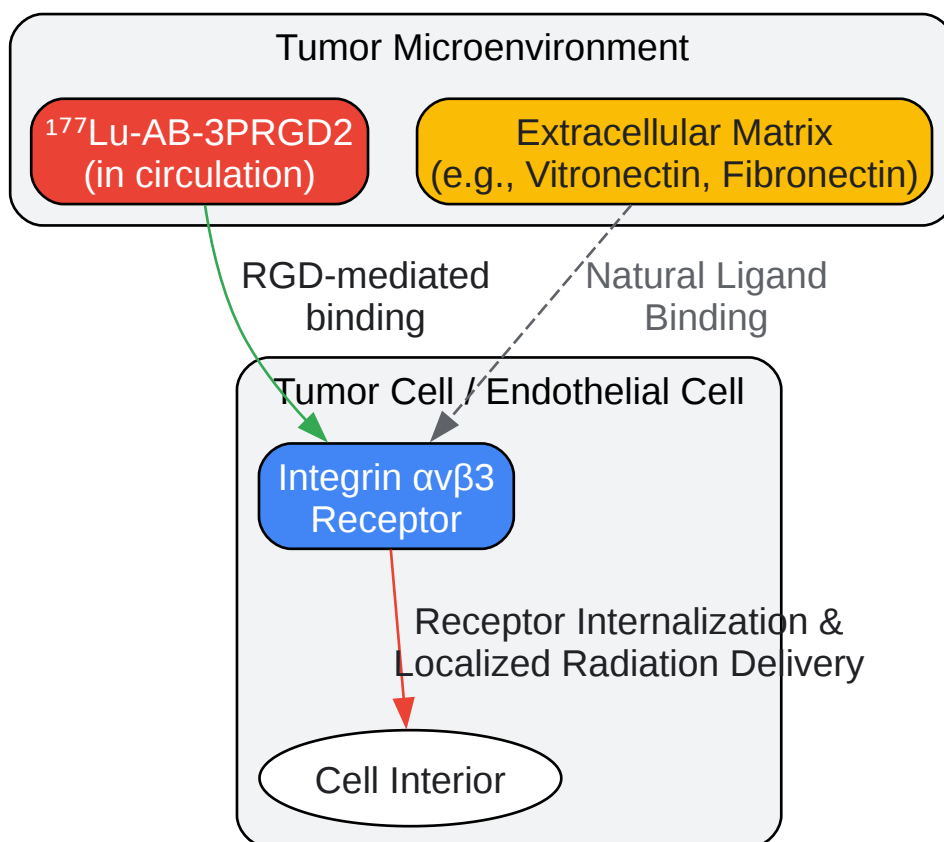 Tumor Microenvironment
¹⁷⁷Lu-AB-3PRGD2
(in circulation)
Extracellular Matrix
(e.g., Vitronectin, Fibronectin)
RGD-mediated
binding
Natural Ligand
Binding
Tumor Cell / Endothelial Cell
Integrin αvβ3
Receptor
Receptor Internalization &
Localized Radiation Delivery
Cell Interior